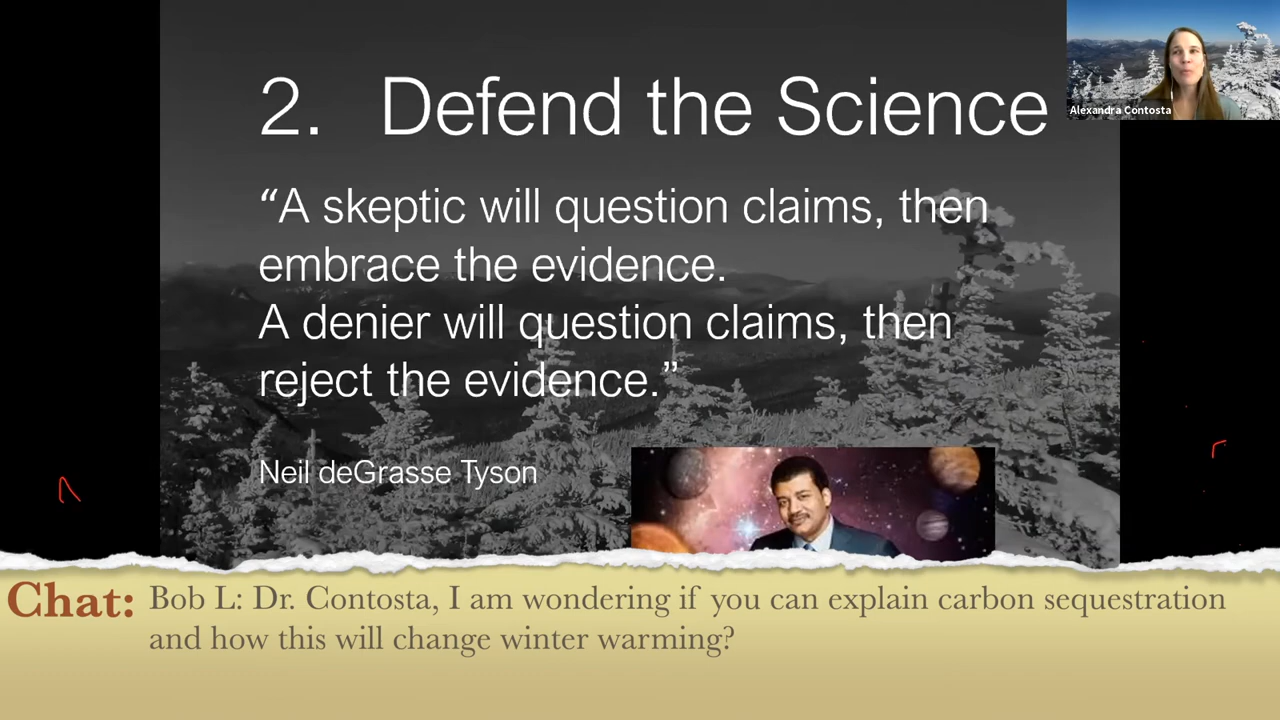 2. Defend the Science
Alexandra Contosta
“A skeptic will question claims, then
embrace the evidence.
A denier will question claims, then
reject the evidence.”
Neil deGrasse Tyson
Chat: Bob L: Dr. Contosta, I am wondering if you can explain carbon sequestration
and how this will change winter warming?